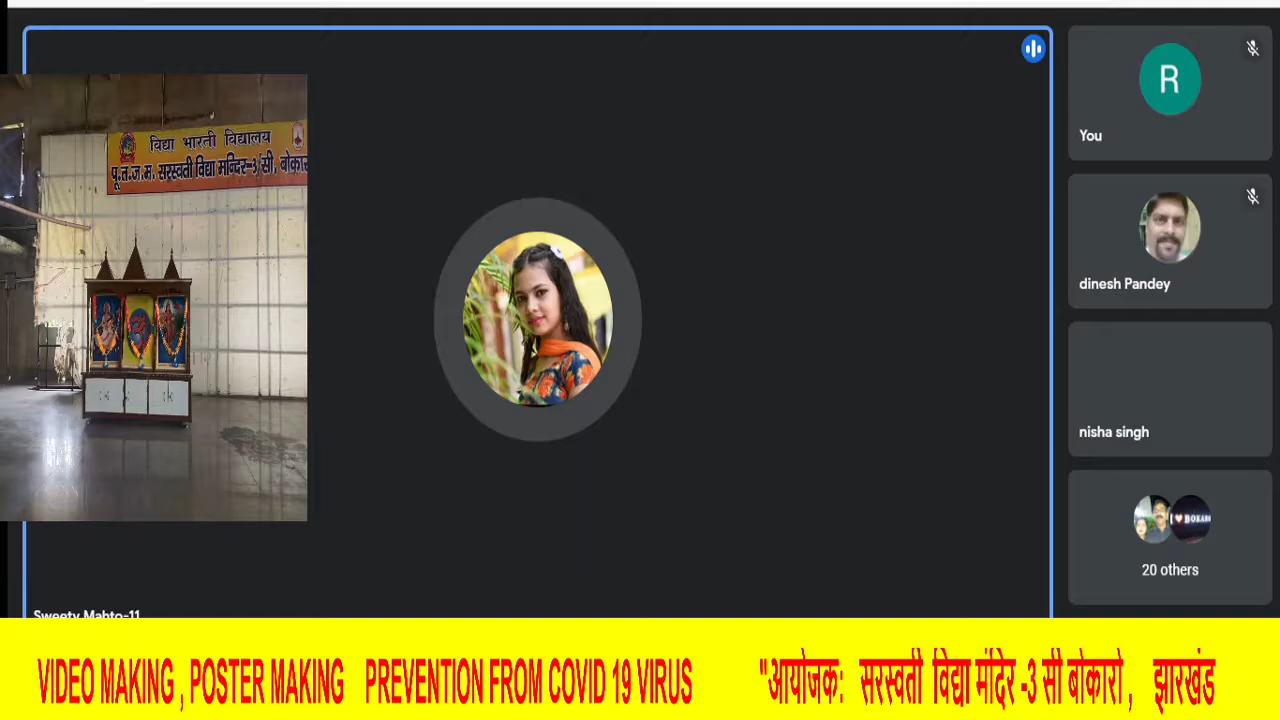 विद्या भारती विद्यालय
पू.त.ज.म. सरस्वती विद्या मन्दिर-3/सी, बोकारो
R
You
dinesh Pandey
nisha singh
I ♥ BOKARO
20 others
Sweety Mahto-11
VIDEO MAKING , POSTER MAKING PREVENTION FROM COVID 19 VIRUS "आयोजक: सरस्वती विद्या मंदिर -3 सी बोकारो , झारखंड